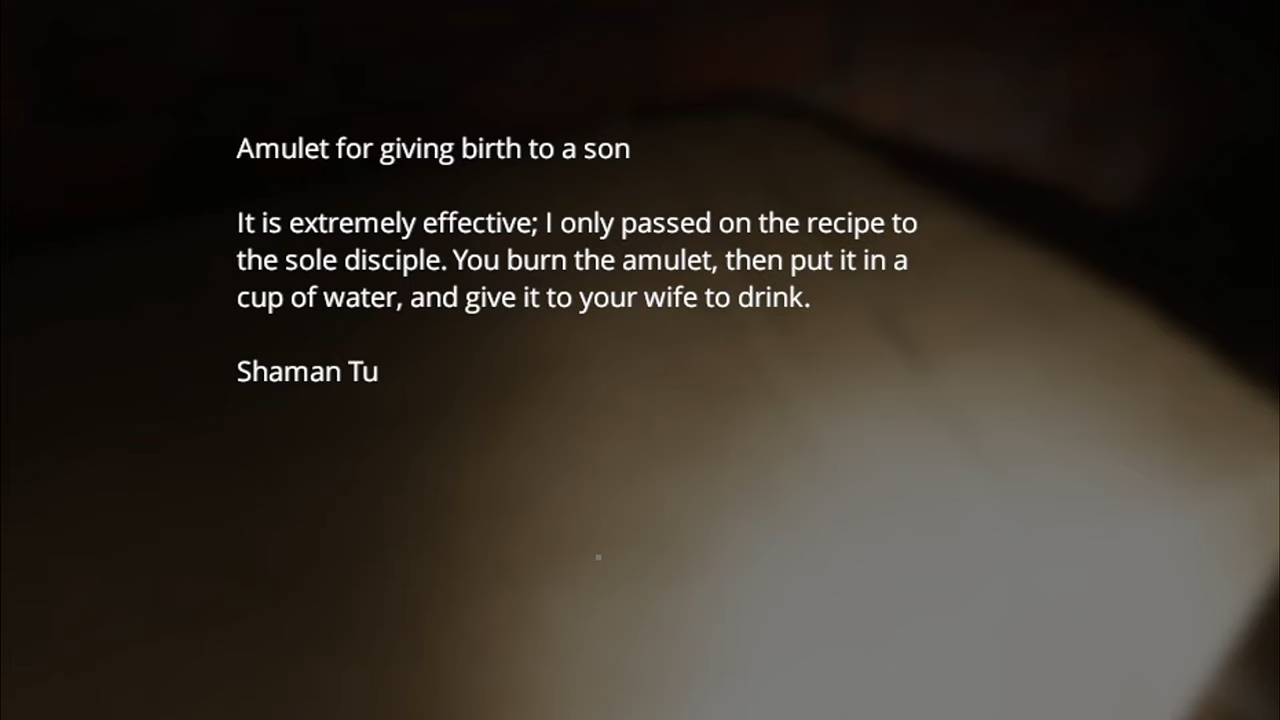 Amulet for giving birth to a son
It is extremely effective; I only passed on the recipe to
the sole disciple. You burn the amulet, then put it in a
cup of water, and give it to your wife to drink.
Shaman Tu